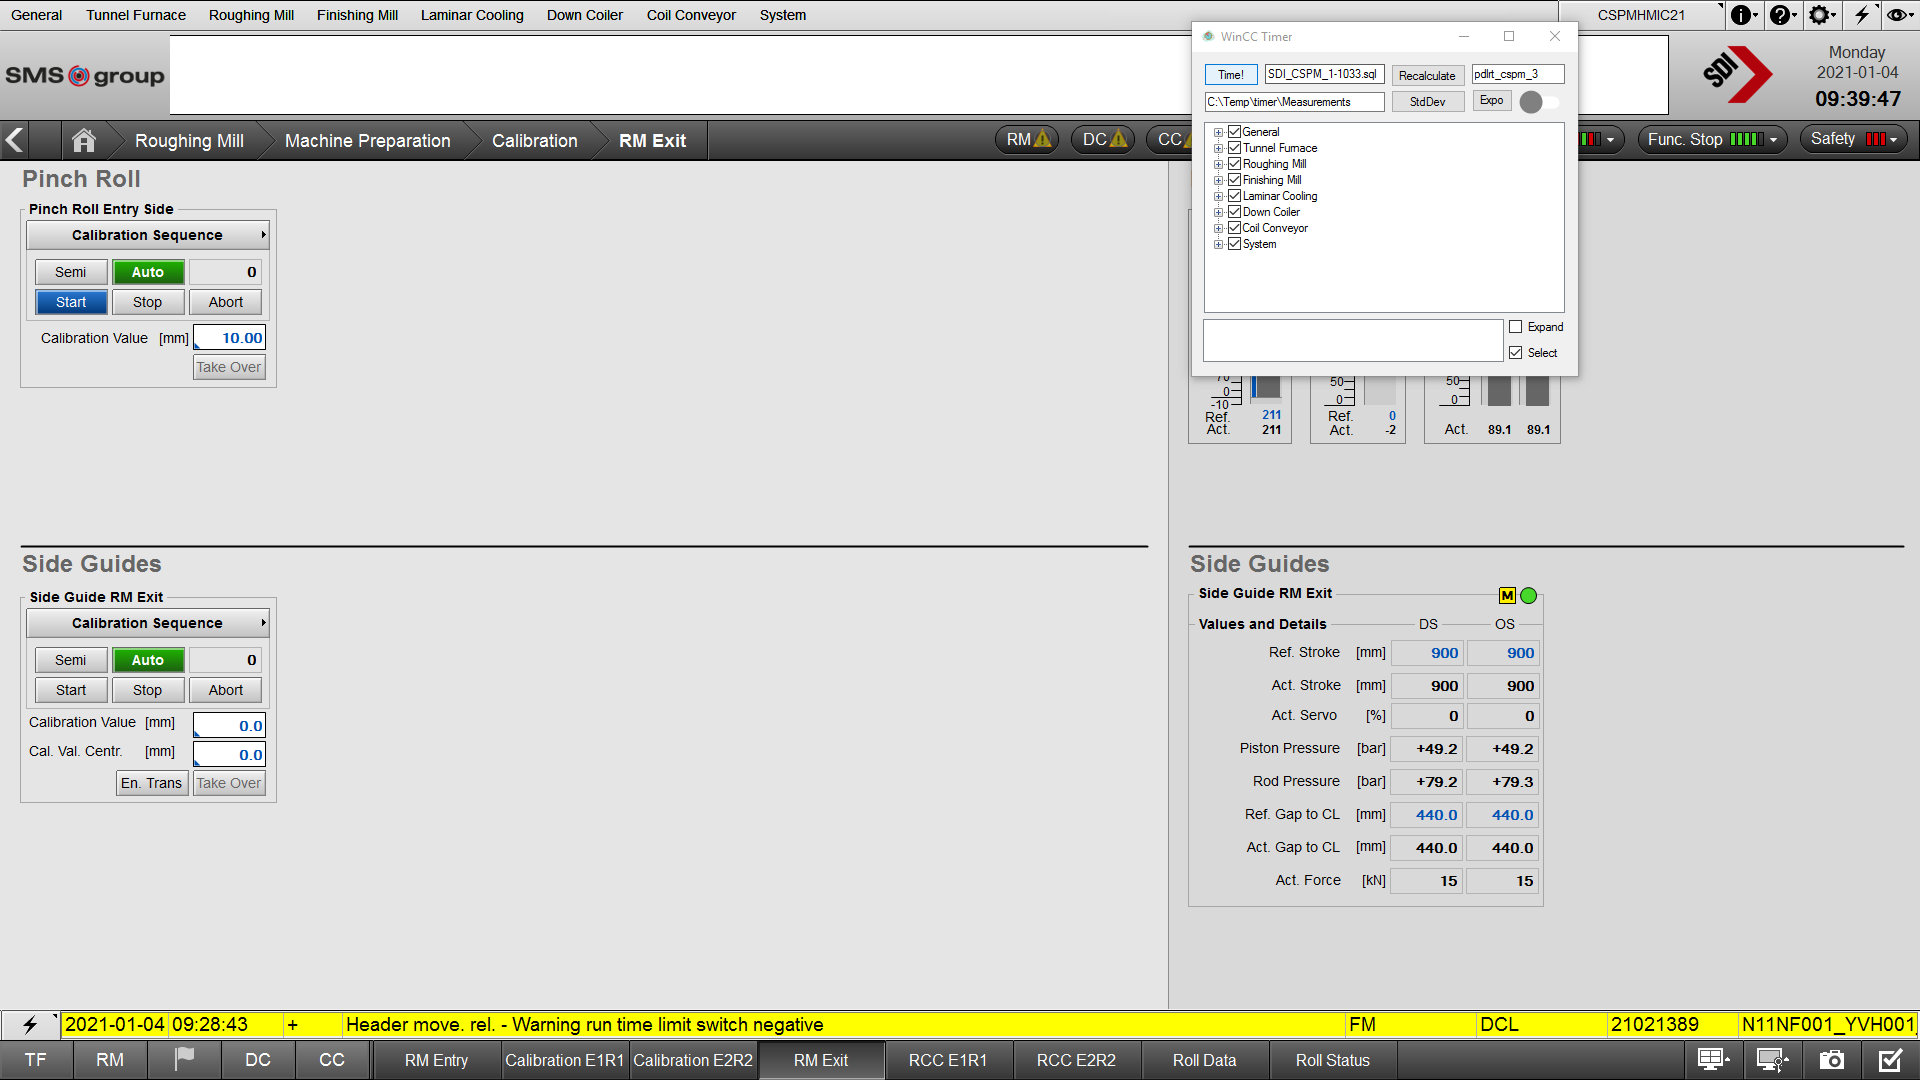 General Tunnel Furnace Roughing Mill Finishing Mill Laminar Cooling Down Coiler Coil Conveyor System CSPMHMIC21
SMS group
SDI
Monday
2021-01-04
09:39:47
WinCC Timer
Time! SDI_CSPM_1-1033.sql Recalculate pdlrt_cspm_3
C:\Temp\timer\Measurements StdDev Expo
General
Tunnel Furnace
Roughing Mill
Finishing Mill
Laminar Cooling
Down Coiler
Coil Conveyor
System
Expand
Select
Roughing Mill Machine Preparation Calibration RM Exit RM DC CC Func. Stop Safety
Pinch Roll
Pinch Roll Entry Side
Calibration Sequence
Semi Auto 0
Start Stop Abort
Calibration Value [mm] 10.00
Take Over
0 50 50
-10 0 0
Ref. 211 Ref. 0
Act. 211 Act. -2 Act. 89.1 89.1
Side Guides
Side Guide RM Exit
Calibration Sequence
Semi Auto 0
Start Stop Abort
Calibration Value [mm] 0.0
Cal. Val. Centr. [mm] 0.0
En. Trans Take Over
Side Guides
Side Guide RM Exit M
Values and Details DS OS
Ref. Stroke [mm] 900 900
Act. Stroke [mm] 900 900
Act. Servo [%] 0 0
Piston Pressure [bar] +49.2 +49.2
Rod Pressure [bar] +79.2 +79.3
Ref. Gap to CL [mm] 440.0 440.0
Act. Gap to CL [mm] 440.0 440.0
Act. Force [kN] 15 15
2021-01-04 09:28:43 + Header move. rel. - Warning run time limit switch negative FM DCL 21021389 N11NF001_YVH001
TF RM DC CC RM Entry Calibration E1R1 Calibration E2R2 RM Exit RCC E1R1 RCC E2R2 Roll Data Roll Status